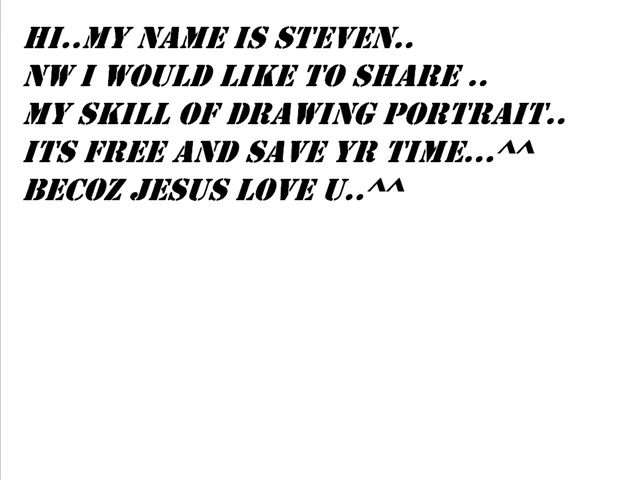 HI..MY NAME IS STEVEN..
NW I WOULD LIKE TO SHARE ..
MY SKILL OF DRAWING PORTRAIT..
ITS FREE AND SAVE YR TIME...^^
BECOZ JESUS LOVE U..^^